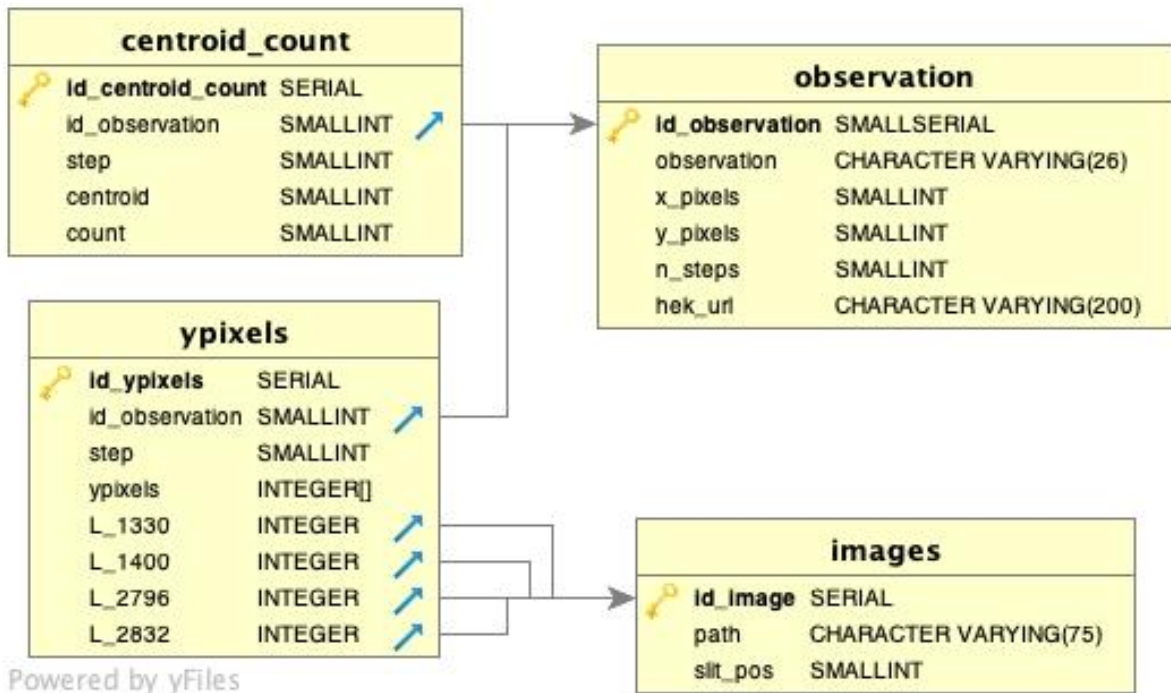 centroid_count
id_centroid_count SERIAL
id_observation SMALLINT
step SMALLINT
centroid SMALLINT
count SMALLINT
observation
id_observation SMALLSERIAL
observation CHARACTER VARYING(26)
x_pixels SMALLINT
y_pixels SMALLINT
n_steps SMALLINT
hek_url CHARACTER VARYING(200)
ypixels
id_ypixels SERIAL
id_observation SMALLINT
step SMALLINT
ypixels INTEGER[]
L_1330 INTEGER
L_1400 INTEGER
L_2796 INTEGER
L_2832 INTEGER
images
id_image SERIAL
path CHARACTER VARYING(75)
slit_pos SMALLINT
Powered by yFiles